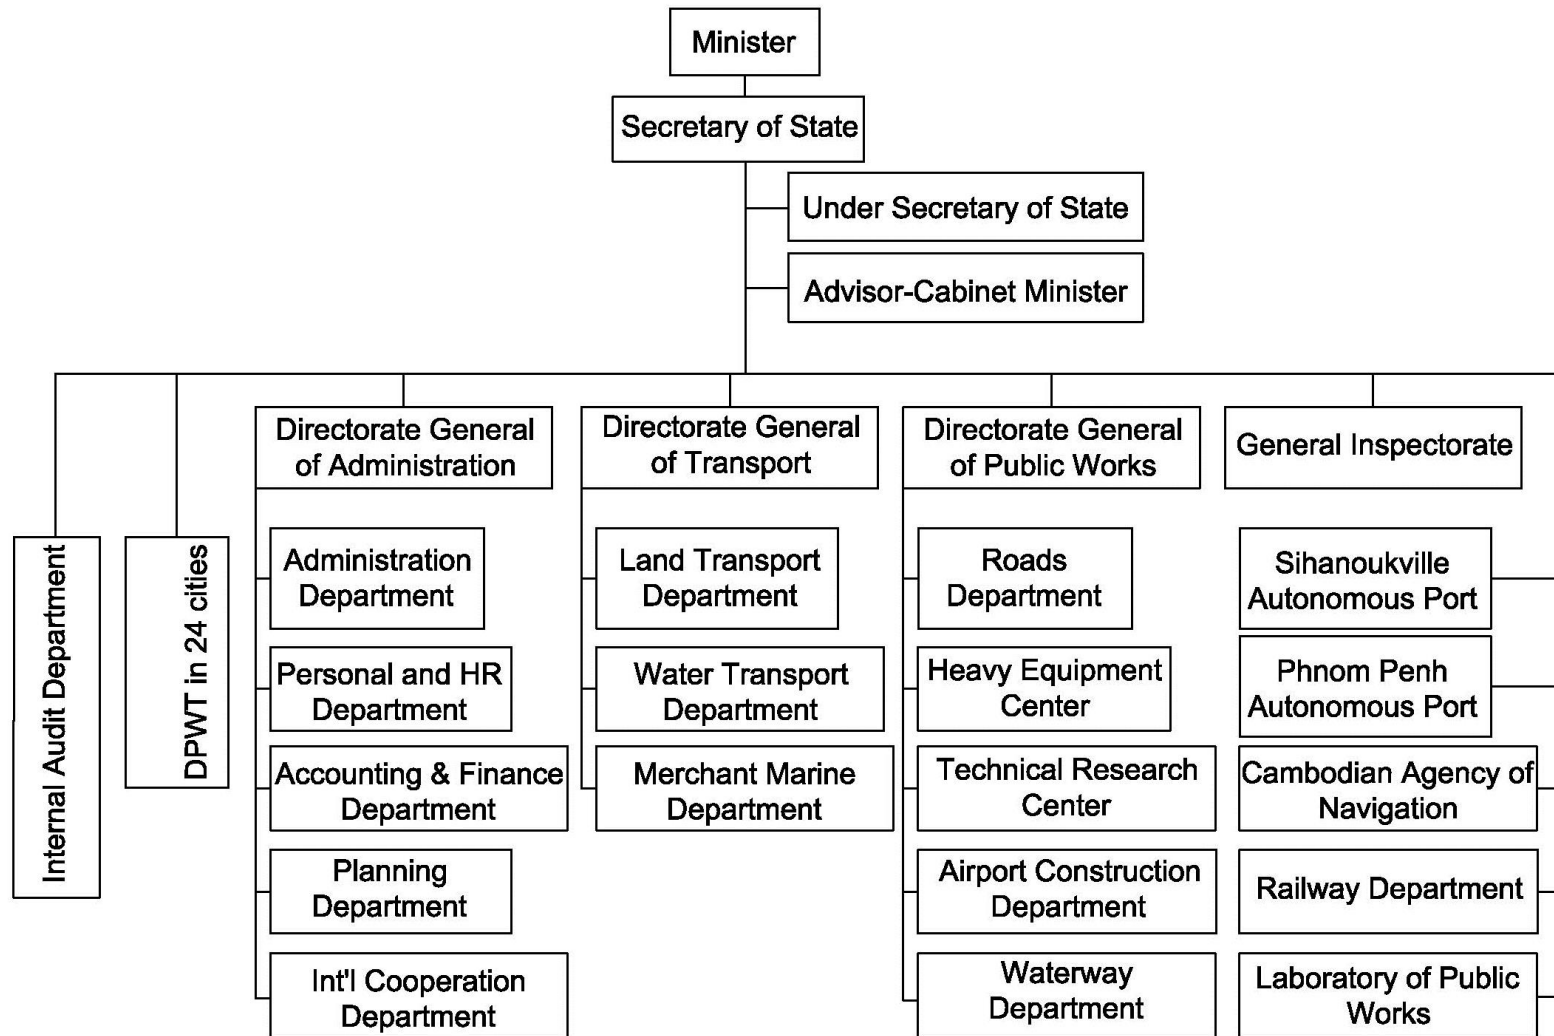 Minister
Secretary of State
Under Secretary of State
Advisor-Cabinet Minister
Internal Audit Department
DPWT in 24 cities
Directorate General
of Administration
Administration
Department
Personal and HR
Department
Accounting & Finance
Department
Planning
Department
Int'l Cooperation
Department
Directorate General
of Transport
Land Transport
Department
Water Transport
Department
Merchant Marine
Department
Directorate General
of Public Works
Roads
Department
Heavy Equipment
Center
Technical Research
Center
Airport Construction
Department
Waterway
Department
General Inspectorate
Sihanoukville
Autonomous Port
Phnom Penh
Autonomous Port
Cambodian Agency of
Navigation
Railway Department
Laboratory of Public
Works